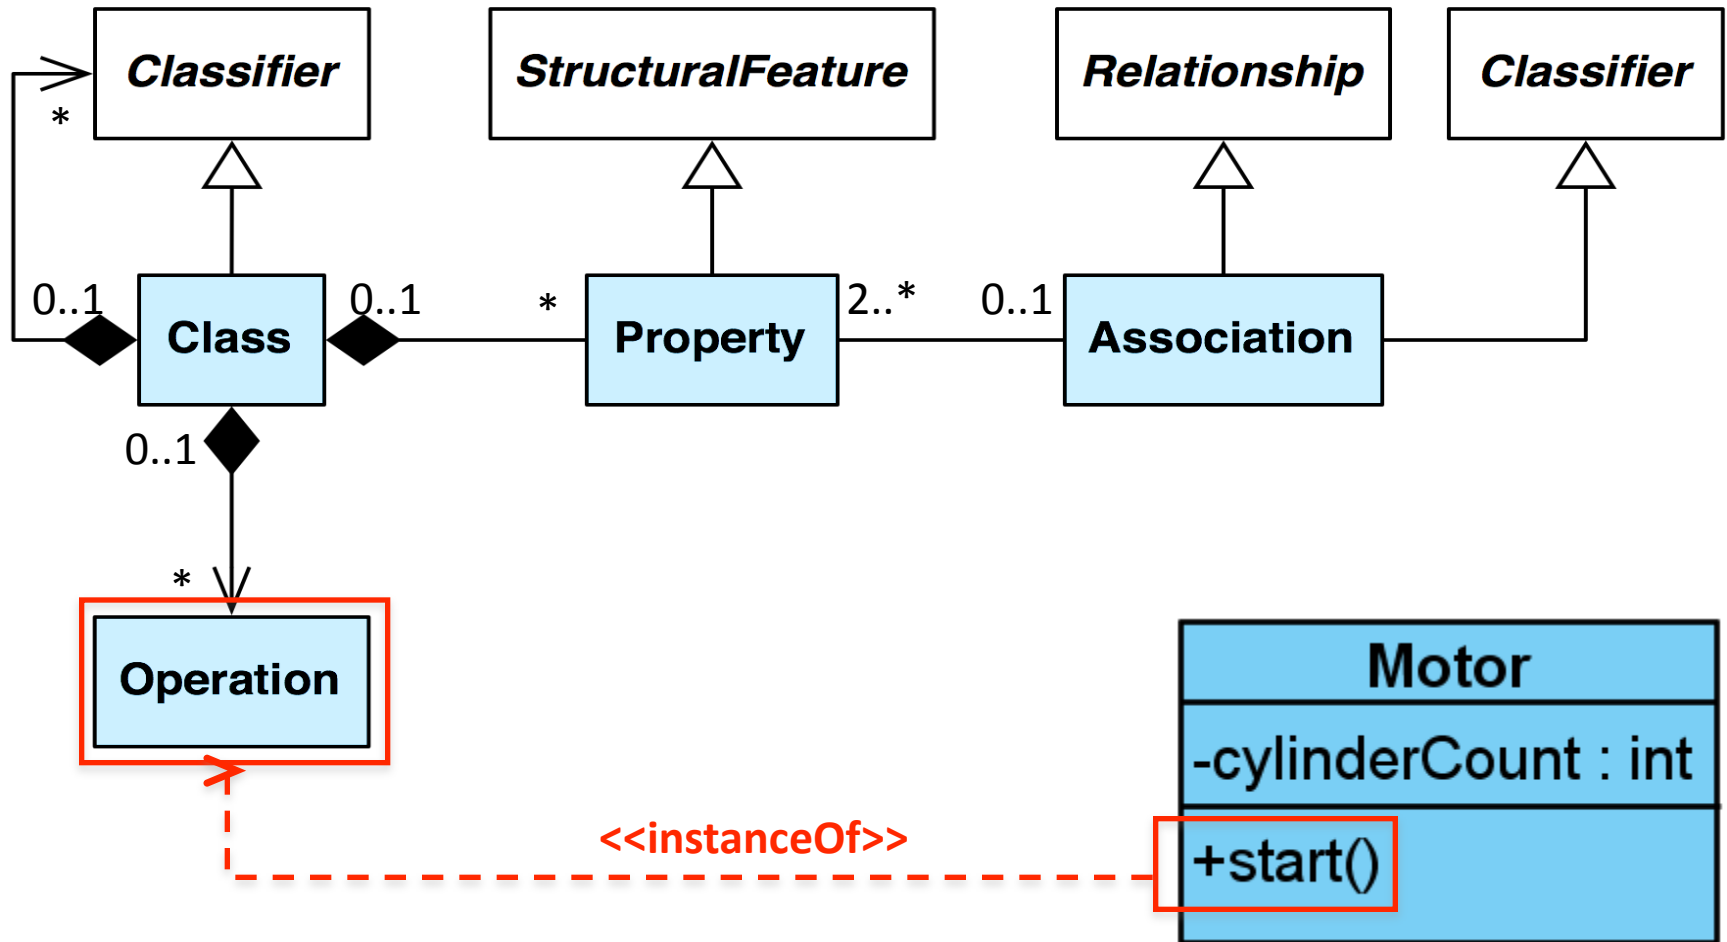 Classifier
StructuralFeature
Relationship
Classifier
*
0..1
Class
0..1
*
Property
2..*
0..1
Association
0..1
*
Operation
<<instanceOf>>
Motor
-cylinderCount : int
+start()